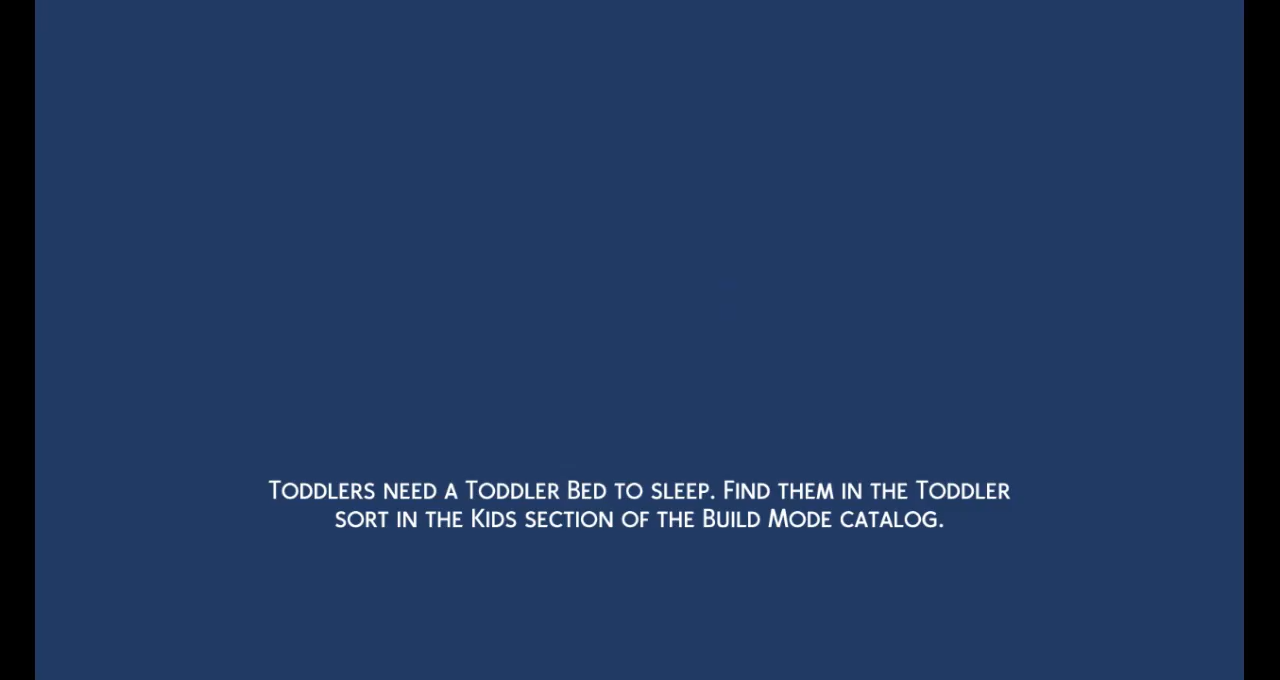 Toddlers need a Toddler Bed to sleep. Find them in the Toddler
sort in the Kids section of the Build Mode catalog.